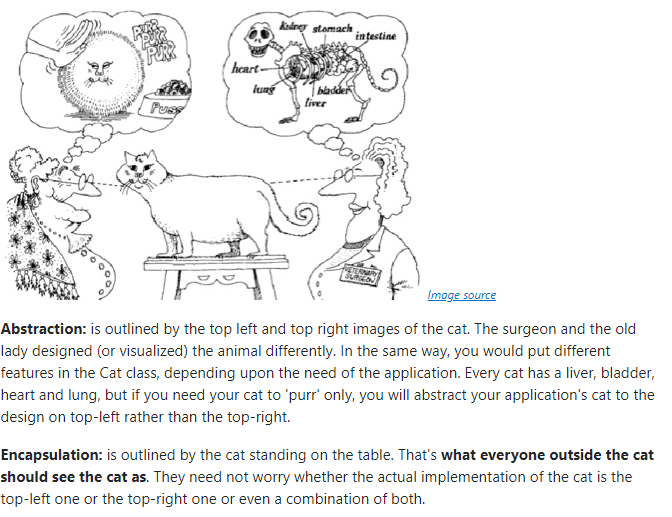 PURR
PURR
PURR
Puss
kidney stomach
intestine
heart
lung
bladder
liver
VETERINARY
SURGEON
Image source
Abstraction: is outlined by the top left and top right images of the cat. The surgeon and the old
lady designed (or visualized) the animal differently. In the same way, you would put different
features in the Cat class, depending upon the need of the application. Every cat has a liver, bladder,
heart and lung, but if you need your cat to 'purr' only, you will abstract your application's cat to the
design on top-left rather than the top-right.
Encapsulation: is outlined by the cat standing on the table. That's what everyone outside the cat
should see the cat as. They need not worry whether the actual implementation of the cat is the
top-left one or the top-right one or even a combination of both.